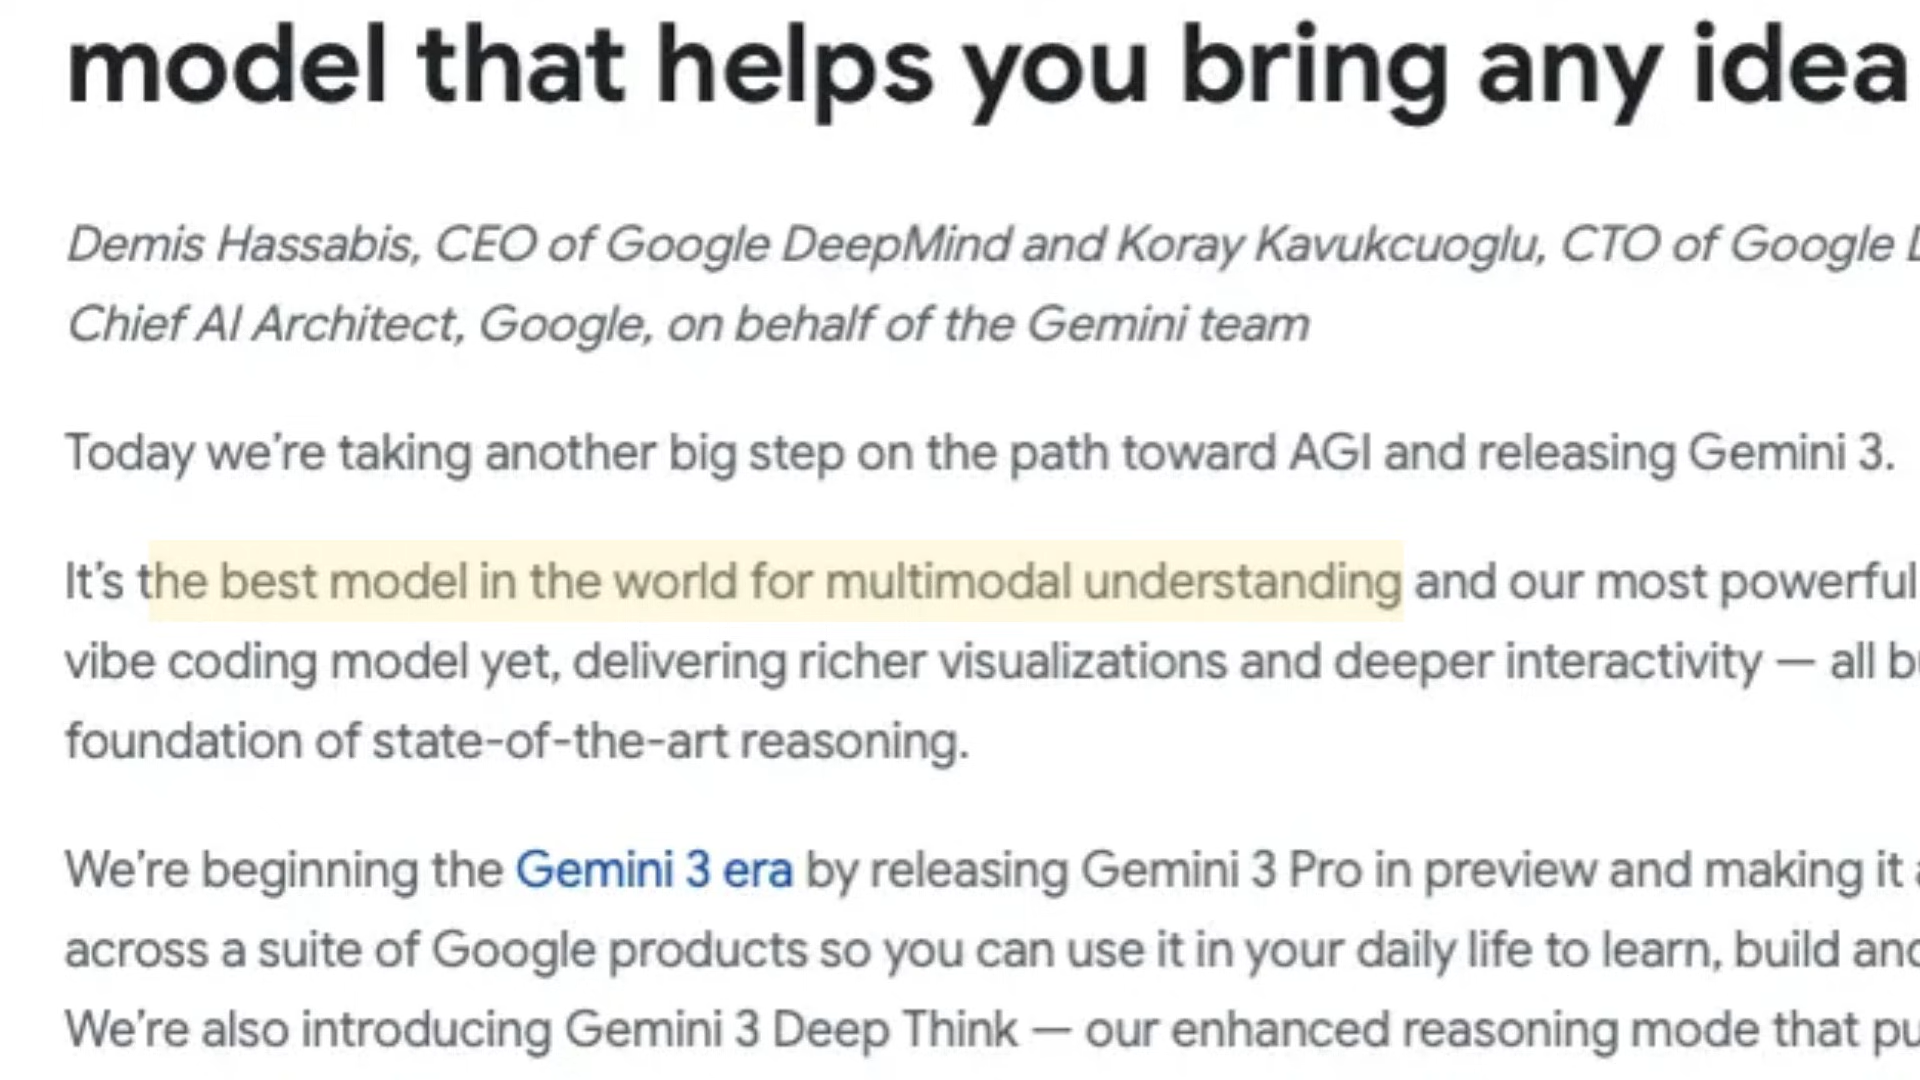 model that helps you bring any idea
Demis Hassabis, CEO of Google DeepMind and Koray Kavukcuoglu, CTO of Google
Chief AI Architect, Google, on behalf of the Gemini team
Today we’re taking another big step on the path toward AGI and releasing Gemini 3.
It’s the best model in the world for multimodal understanding and our most powerful
vibe coding model yet, delivering richer visualizations and deeper interactivity — all
foundation of state-of-the-art reasoning.
We’re beginning the Gemini 3 era by releasing Gemini 3 Pro in preview and making it
across a suite of Google products so you can use it in your daily life to learn, build and
We’re also introducing Gemini 3 Deep Think — our enhanced reasoning mode that